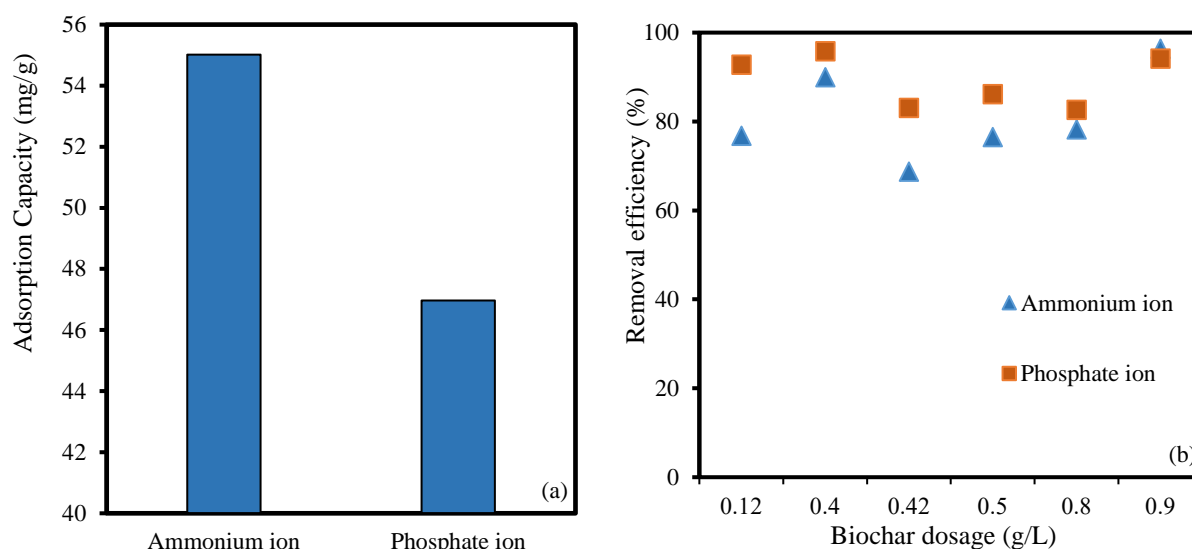 Adsorption Capacity (mg/g)
56
54
52
50
48
46
44
42
40
Ammonium ion Phosphate ion
(a)
Removal efficiency (%)
100
80
60
40
20
0
Ammonium ion
Phosphate ion
(b)
0.12 0.4 0.42 0.5 0.8 0.9
Biochar dosage (g/L)